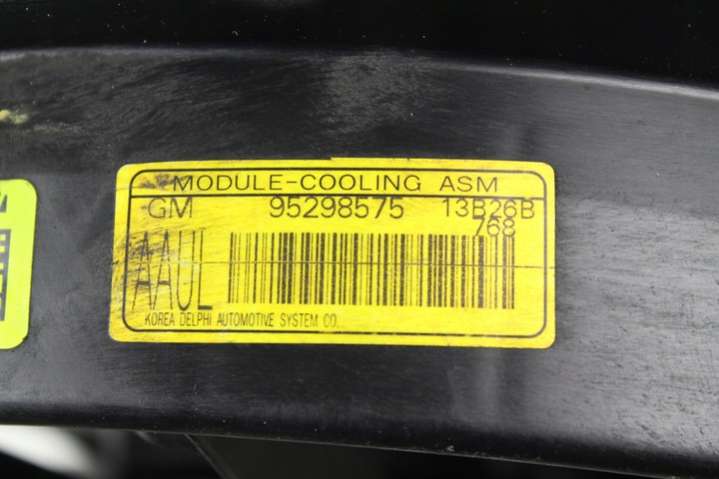 MODULE-COOLING ASM
GM 95298575 13B26B
768
AAUL
KOREA DELPHI AUTOMOTIVE SYSTEM CO.